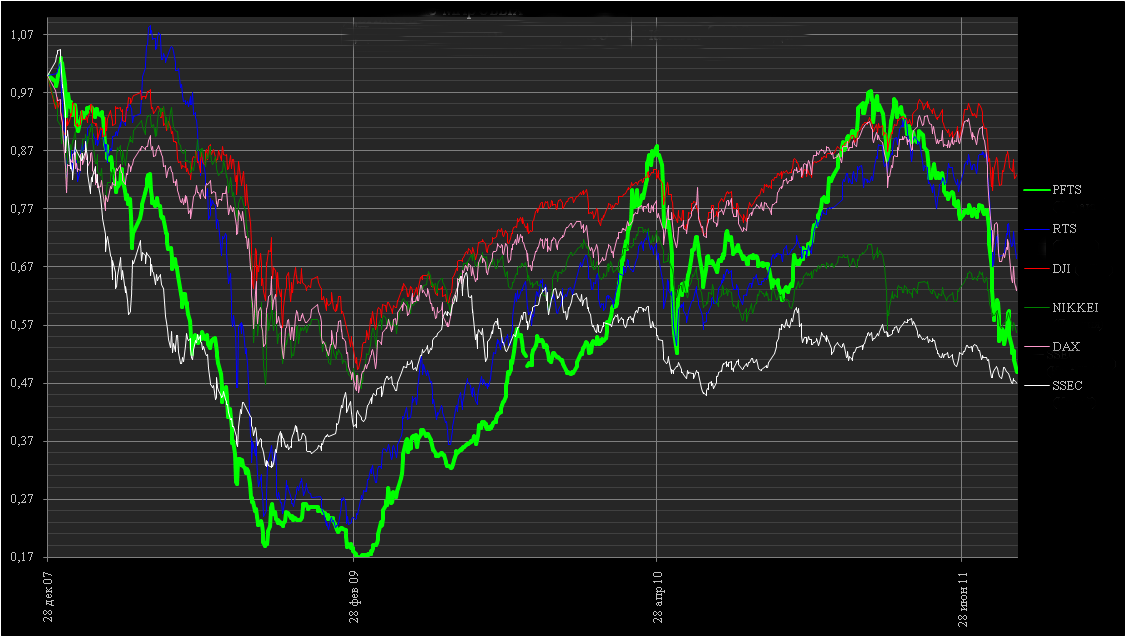 1,07
0,97
0,87
0,77
0,67
0,57
0,47
0,37
0,27
0,17
28 дек 07
28 фев 09
28 апр 10
28 июн 11
PFTS
RTS
DJI
NIKKEI
DAX
SSEC